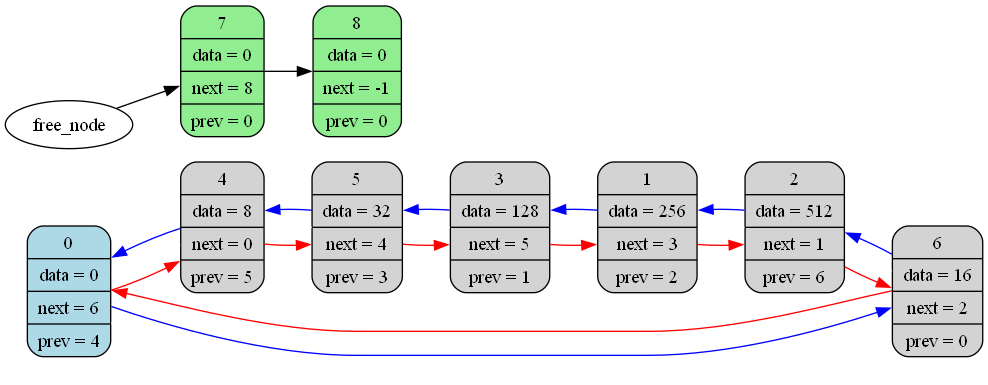 7
data = 0
next = 8
prev = 0
8
data = 0
next = -1
prev = 0
free_node
4
data = 8
next = 0
prev = 5
5
data = 32
next = 4
prev = 3
3
data = 128
next = 5
prev = 1
1
data = 256
next = 3
prev = 2
2
data = 512
next = 1
prev = 6
0
data = 0
next = 6
prev = 4
6
data = 16
next = 2
prev = 0